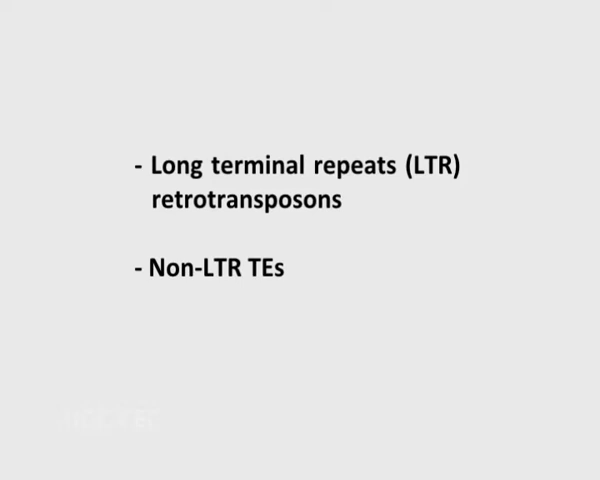 - Long terminal repeats (LTR)
retrotransposons
- Non-LTR TEs